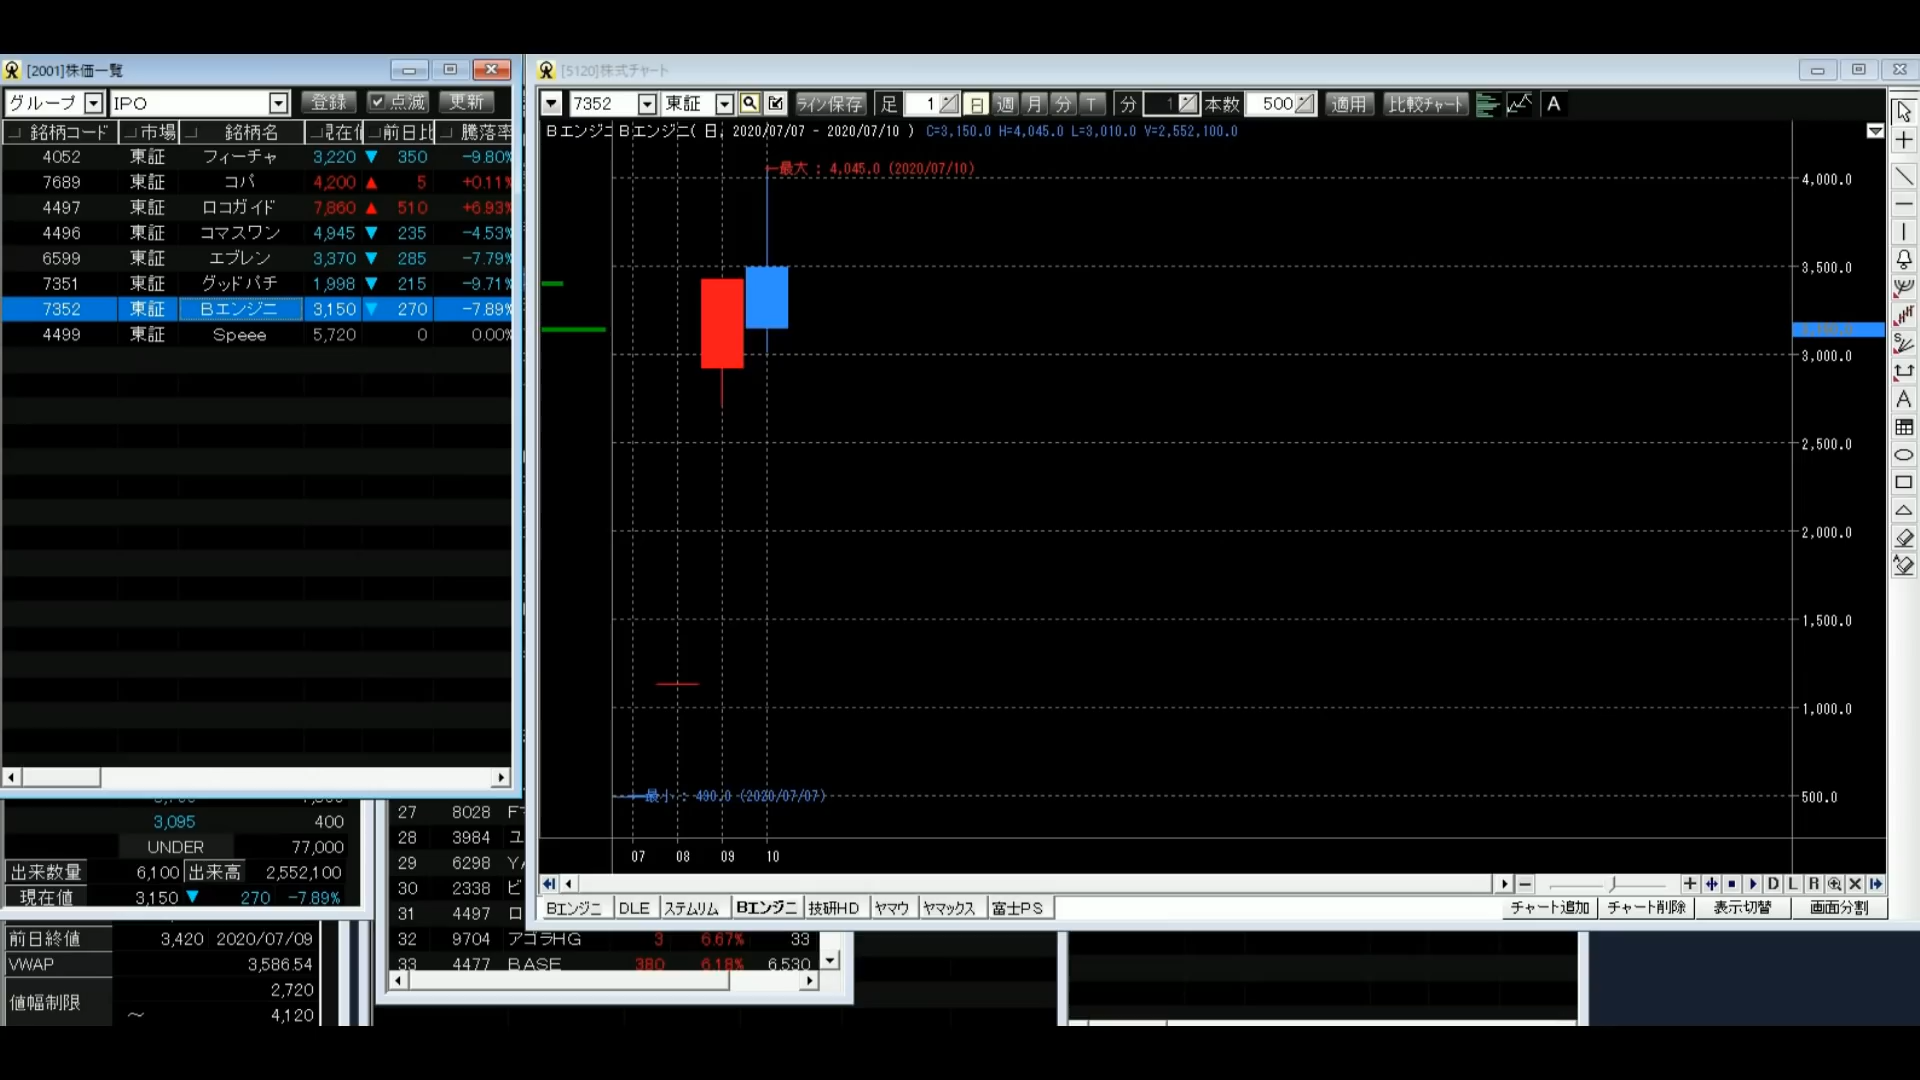 [2001]株価一覧
グループ IPO 登録 点滅 更新
銘柄コード 市場 銘柄名 現在値 前日比 騰落率
4052 東証 フィーチャ 3,220 ▼ 350 -9.80%
7689 東証 コパ 4,200 ▲ 5 +0.11%
4497 東証 ロコガイド 7,860 ▲ 510 +6.93%
4496 東証 コマスワン 4,945 ▼ 235 -4.53%
6599 東証 エブレン 3,370 ▼ 285 -7.79%
7351 東証 グッドパチ 1,998 ▼ 215 -9.71%
7352 東証 Bエンジニ 3,150 ▼ 270 -7.89%
4499 東証 Speee 5,720 0 0.00%
3,095 400
UNDER 77,000
出来数量 6,100 出来高 2,552,100
現在値 3,150 ▼ 270 -7.89%
前日終値 3,420 2020/07/09
VWAP 3,586.54
値幅制限 2,720
～ 4,120
27 8028
28 3984 ユ
29 6298
30 2338 ビ
31 4497 ロ
32 9704 アゴラHG 3 6.67% 33
33 4477 BASE 380 6.18% 6,530
[5120]株式チャート
7352 東証 ライン保存 足 1 日 週 月 分 T 分 1 本数 500 適用 比較チャート A
Bエンジニ Bエンジニ( 日, 2020/07/07 - 2020/07/10 ) C=3,150.0 H=4,045.0 L=3,010.0 V=2,552,100.0
最大 : 4,045.0 (2020/07/10)
4,000.0
3,500.0
3,000.0
2,500.0
2,000.0
1,500.0
1,000.0
最小 : 490.0 (2020/07/07)
500.0
07 08 09 10
D L R
Bエンジニ DLE ステムリム Bエンジニ 技研HD ヤマウ ヤマックス 富士PS チャート追加 チャート削除 表示切替 画面分割